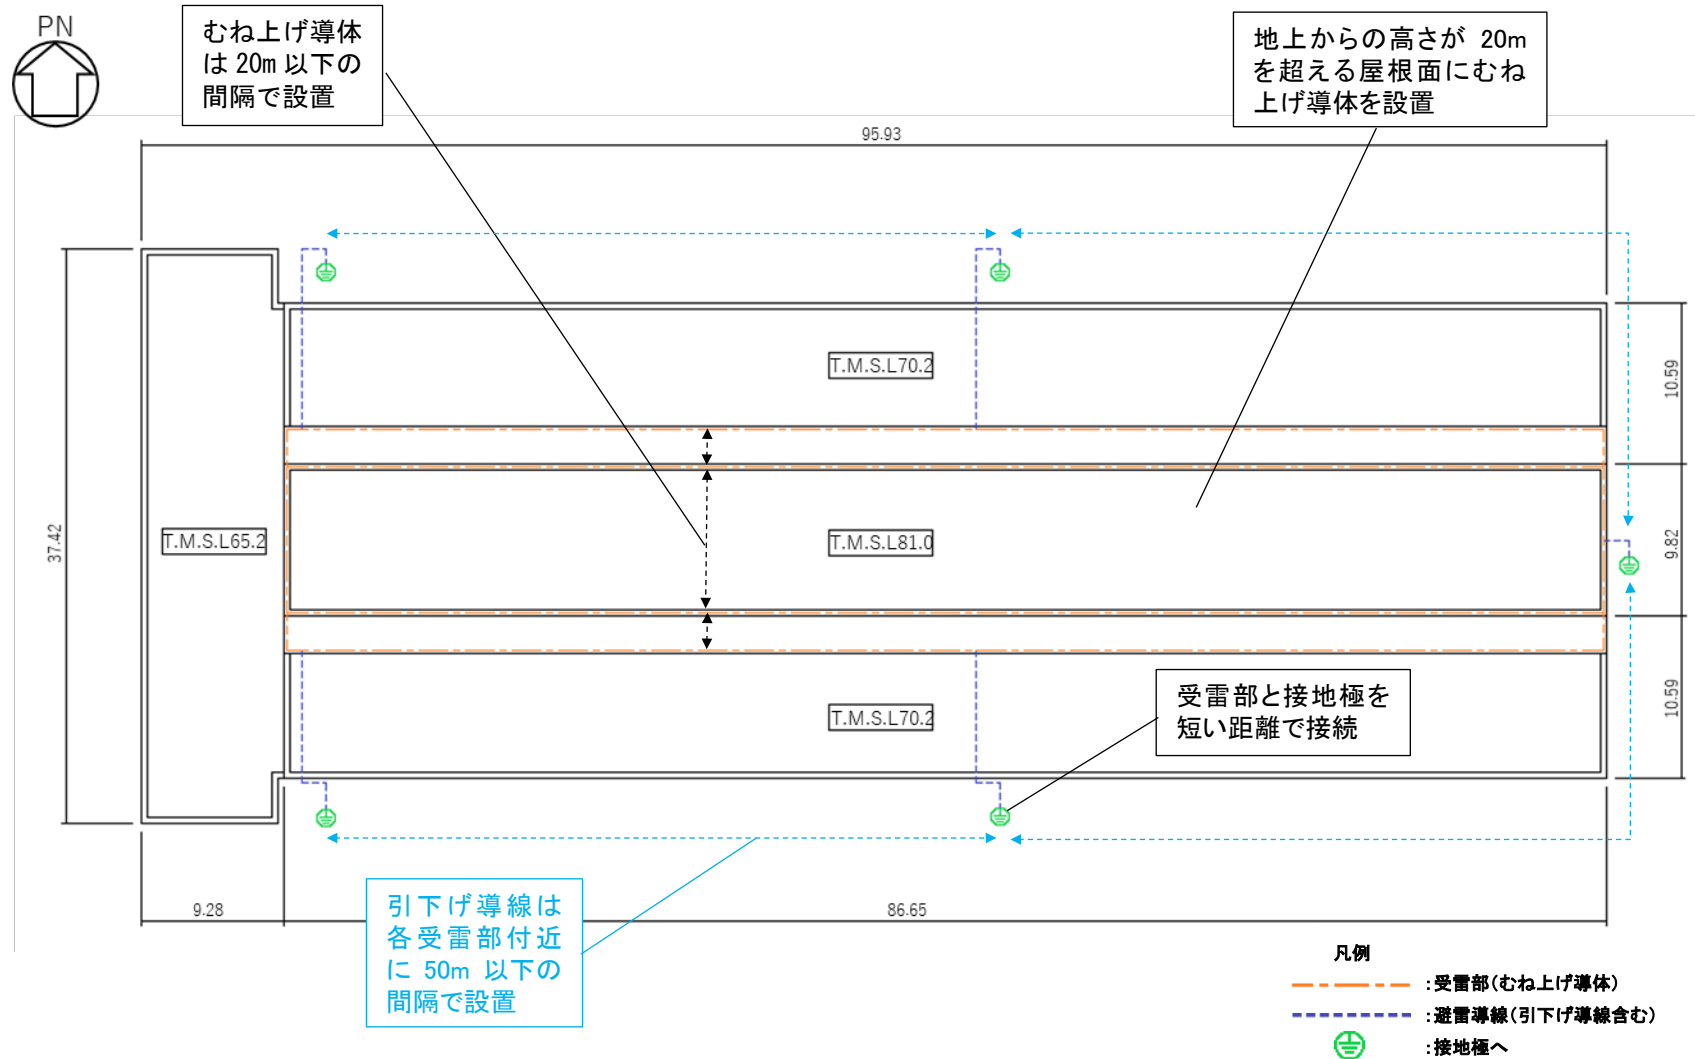 PN
むね上げ導体
は 20m 以下の
間隔で設置
地上からの高さが 20m
を超える屋根面にむね
上げ導体を設置
95.93
T.M.S.L70.2
10.59
37.42
T.M.S.L65.2
T.M.S.L81.0
9.82
T.M.S.L70.2
10.59
受雷部と接地極を
短い距離で接続
9.28
86.65
引下げ導線は
各受雷部付近
に 50m 以下の
間隔で設置
凡例
:受雷部(むね上げ導体)
:避雷導線(引下げ導線含む)
:接地極へ